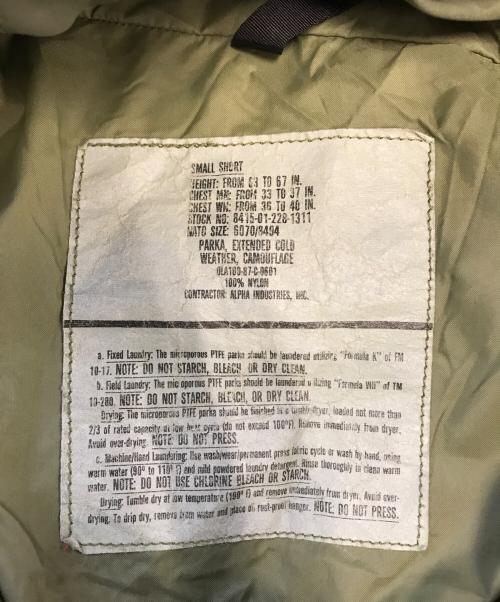 SMALL SHORT
HEIGHT: FROM 63 TO 67 IN.
CHEST MN: FROM 33 TO 37 IN.
CHEST WN: FROM 36 TO 40 IN.
STOCK NO: 8415-01-228-1311
NATO SIZE: 6070/8494
PARKA, EXTENDED COLD
WEATHER, CAMOUFLAGE
DLA100-87-C-0601
100% NYLON
CONTRACTOR: ALPHA INDUSTRIES, INC.
a. Fixed Laundry: The microporous PTFE parka should be laundered utilizing "Formula K" of FM
10-17. NOTE: DO NOT STARCH, BLEACH OR DRY CLEAN.
b. Field Laundry: The microporous PTFE parks should be laundered utilizing "Formula WII" of TM
10-280. NOTE: DO NOT STARCH, BLEACH, OR DRY CLEAN.
Drying: The microporous PTFE parkas should be finished in a tumble dryer, loaded not more than
2/3 of rated capacity at low heat cycle (do not exceed 100°F). Remove immediately from dryer.
Avoid over-drying. NOTE: DO NOT PRESS.
c. Machine/Hand Laundering: Use wash/wear/permanent press fabric cycle or wash by hand, using
warm water (90° to 110° F) and mild powdered laundry detergent. Rinse thoroughly in clean warm
water. NOTE: DO NOT USE CHLORINE BLEACH OR STARCH.
Drying: Tumble dry at low temperature (100° F) and remove immediately from dryer. Avoid over-
drying. To drip dry, remove from water and place on rust-proof hanger. NOTE: DO NOT PRESS.